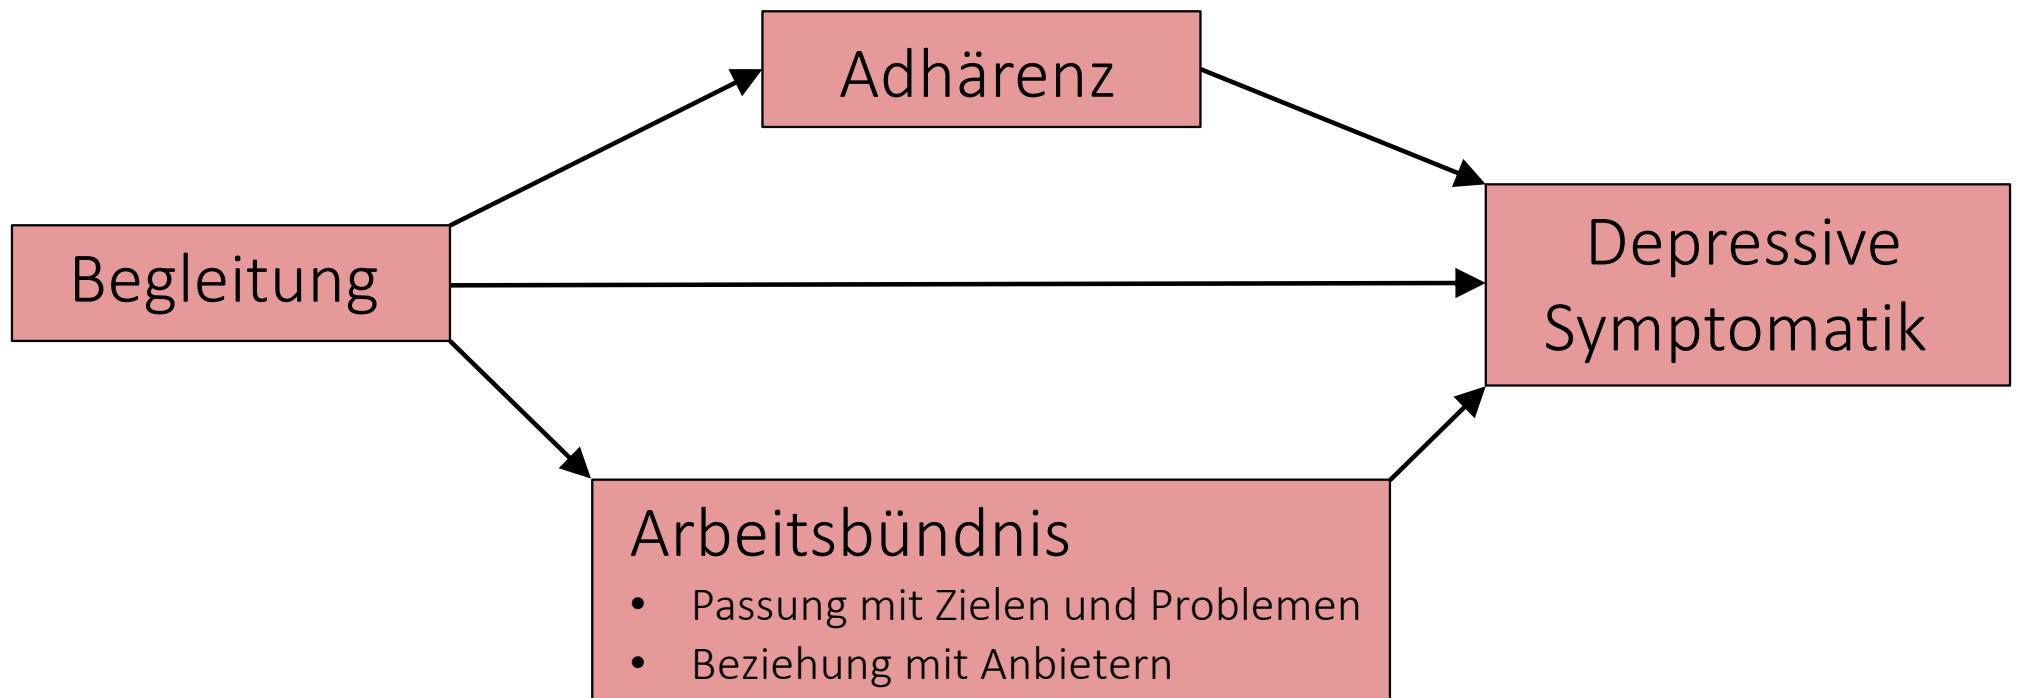 Adhärenz
Begleitung
Depressive
Symptomatik
Arbeitsbündnis
• Passung mit Zielen und Problemen
• Beziehung mit Anbietern